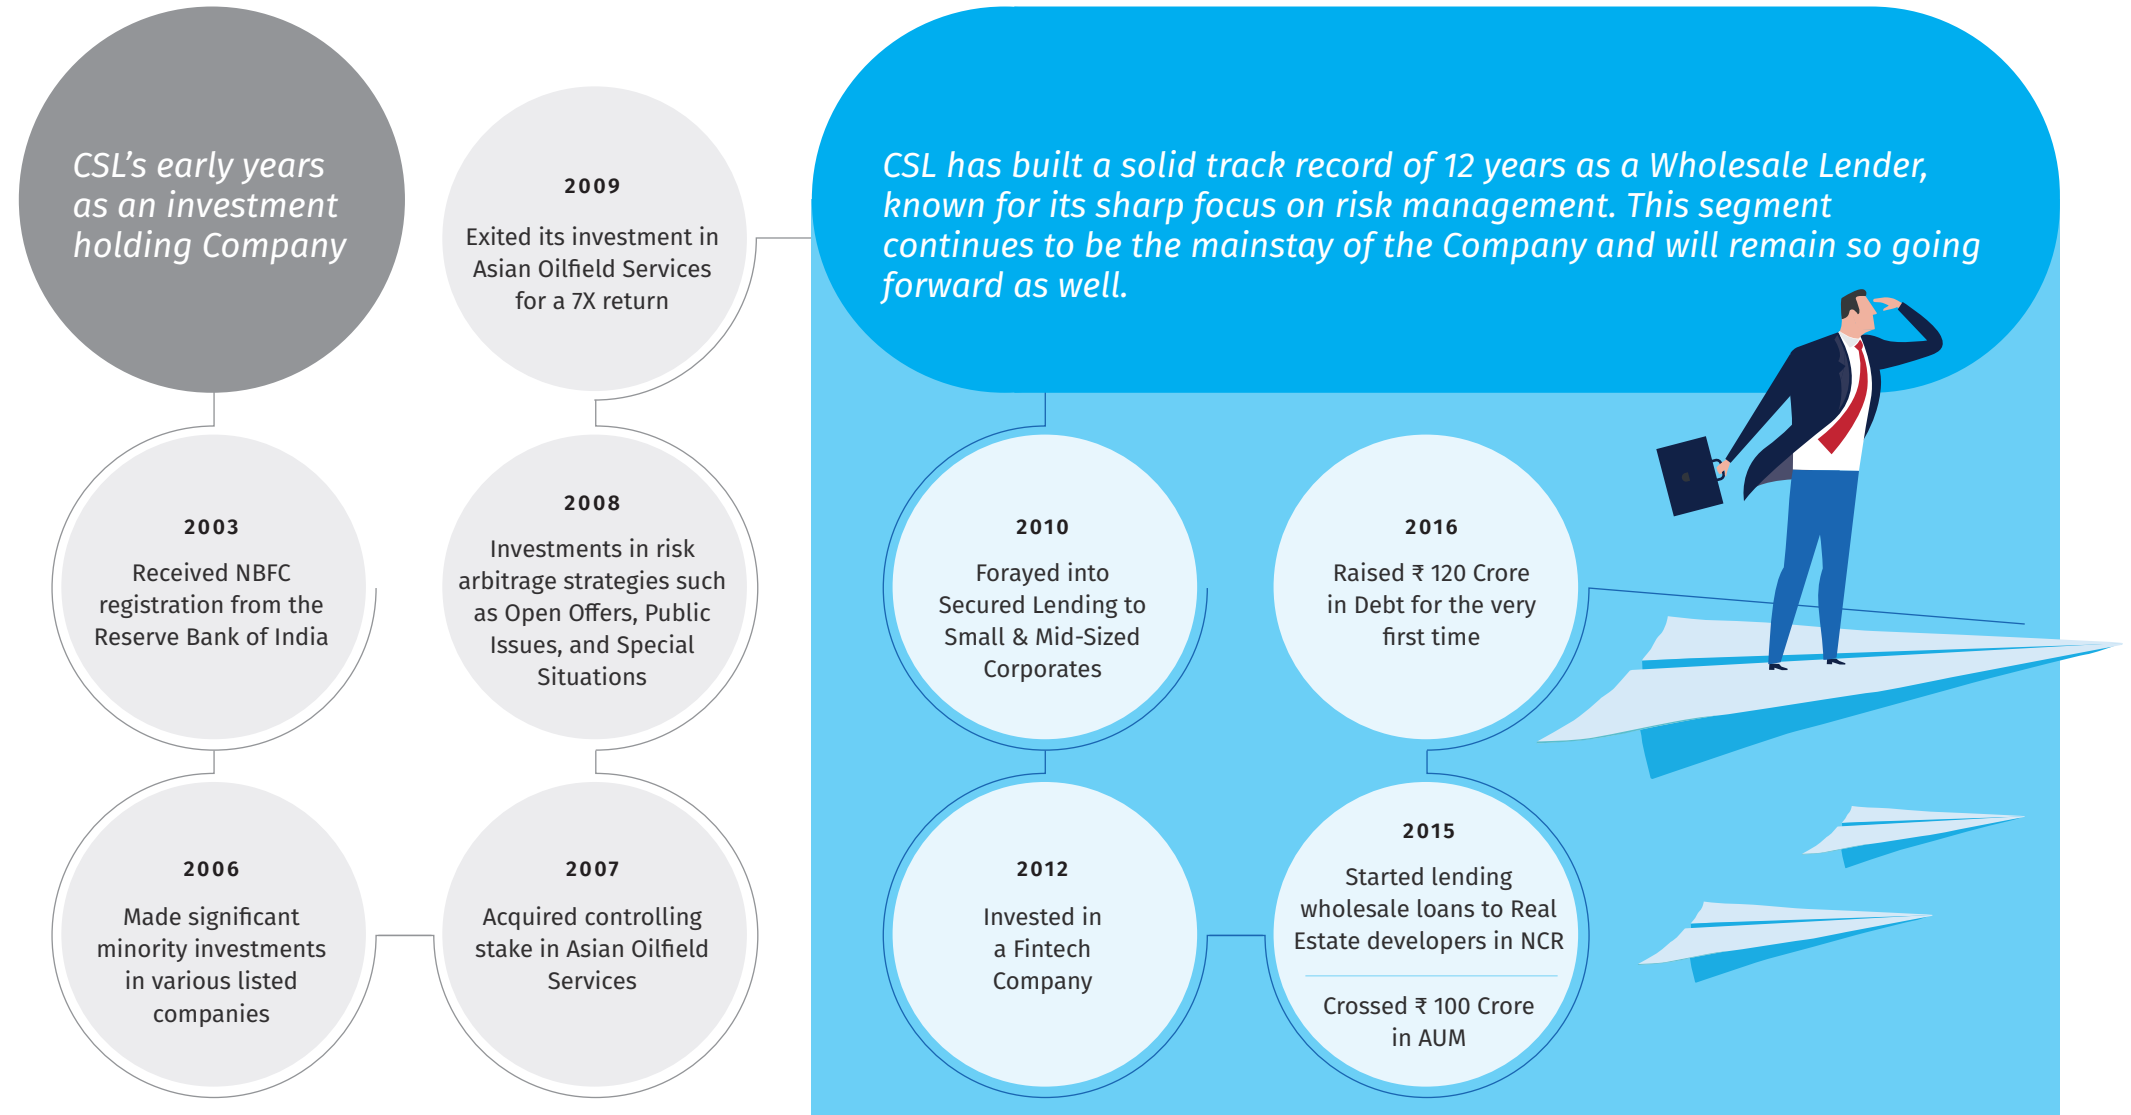 CSL’s early years
as an investment
holding Company
2003
Received NBFC
registration from the
Reserve Bank of India
2006
Made significant
minority investments
in various listed
companies
2007
Acquired controlling
stake in Asian Oilfield
Services
2008
Investments in risk
arbitrage strategies such
as Open Offers, Public
Issues, and Special
Situations
2009
Exited its investment in
Asian Oilfield Services
for a 7X return
CSL has built a solid track record of 12 years as a Wholesale Lender,
known for its sharp focus on risk management. This segment
continues to be the mainstay of the Company and will remain so going
forward as well.
2010
Forayed into
Secured Lending to
Small & Mid-Sized
Corporates
2012
Invested in
a Fintech
Company
2015
Started lending
wholesale loans to Real
Estate developers in NCR
Crossed ₹ 100 Crore
in AUM
2016
Raised ₹ 120 Crore
in Debt for the very
first time